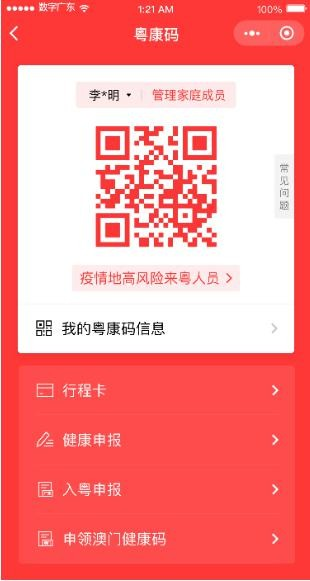 数字广东
1:21 AM
100%
粤康码
李*明
管理家庭成员
常见问题
疫情地高风险来粤人员
我的粤康码信息
行程卡
健康申报
入粤申报
申领澳门健康码